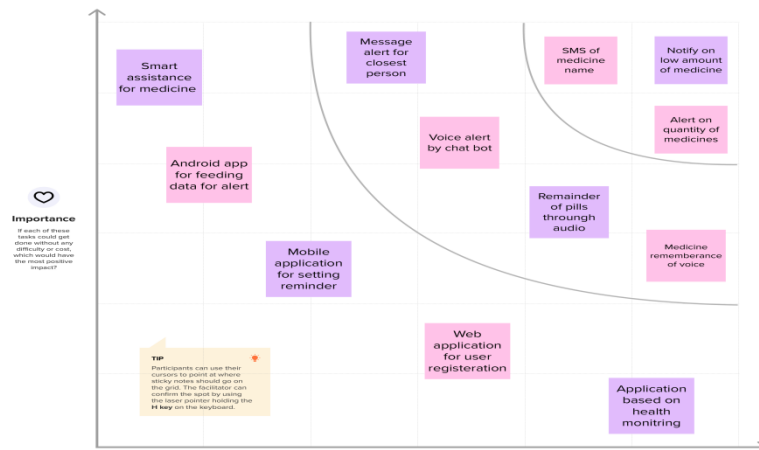 Smart
assistance
for medicine
Message
alert for
closest
person
SMS of
medicine
name
Notify on
low amount
of medicine
Alert on
quantity of
medicines
Voice alert
by chat bot
Android app
for feeding
data for alert
Remainder
of pills
throungh
audio
Importance
If each of these
tasks could get
done without any
difficulty or cost,
which would have
the most positive
impact?
Mobile
application
for setting
reminder
Medicine
rememberance
of voice
Web
application
for user
registeration
TIP
Participants can use their
cursors to point at where
sticky notes should go on
the grid. The facilitator can
confirm the spot by using
the laser pointer holding the
H key on the keyboard.
Application
based on
health
monitring